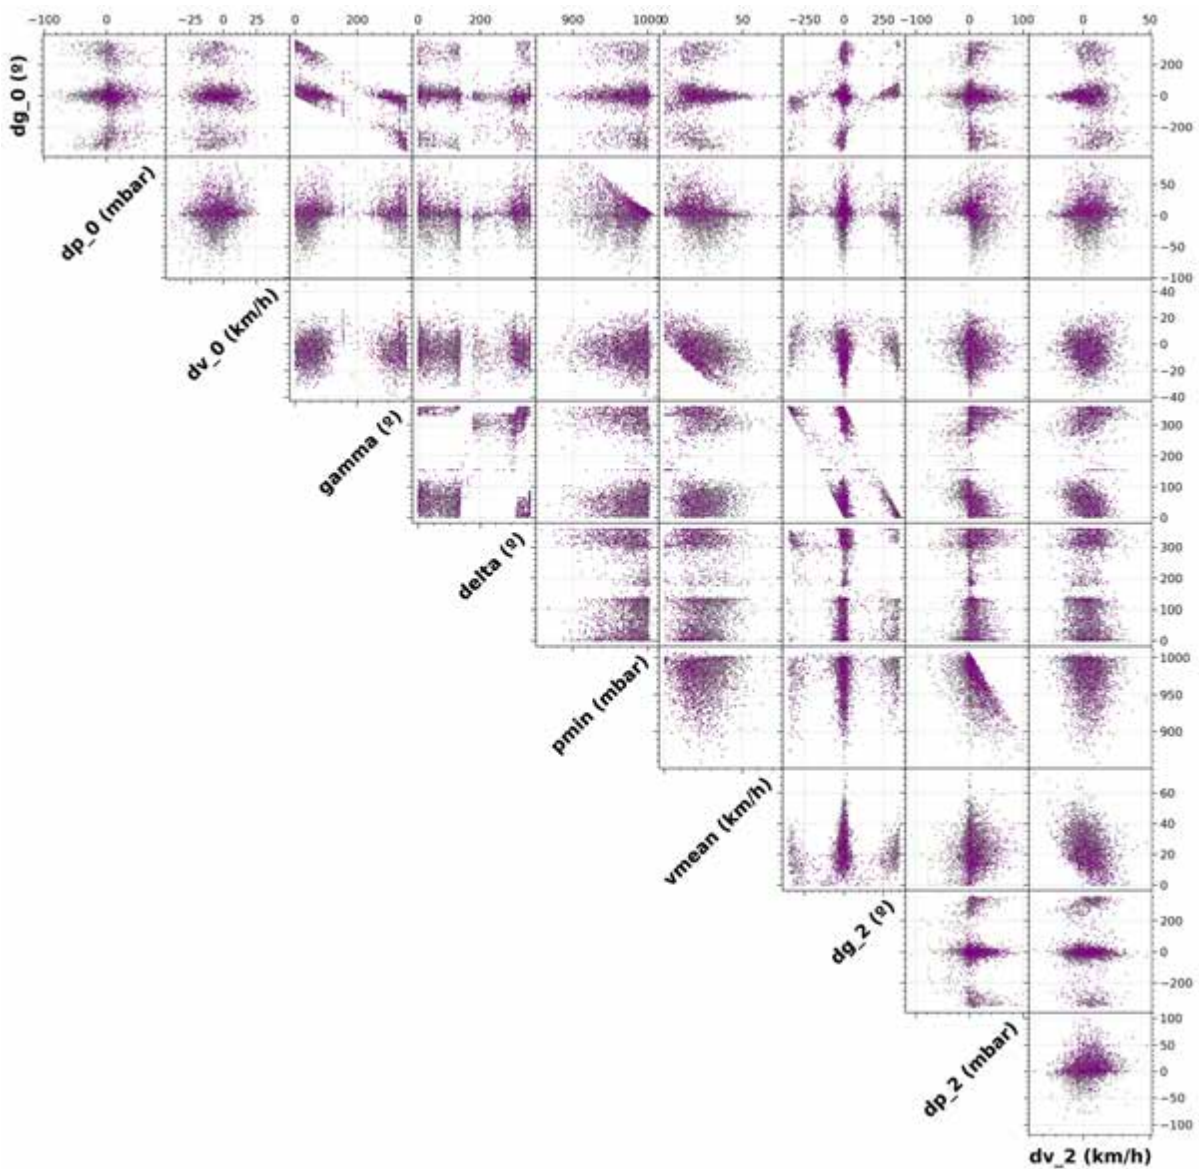 −100 0 −25 0 25 0 200 0 200 900 1000 0 50 −250 0 250 −100 0 100 0 50
dg_0 (º) 200 0 −200
dp_0 (mbar) 50 0 −50 −100
dv_0 (km/h) 40 20 0 −20 −40
gamma (º) 300 200 100 0
delta (º) 300 200 100 0
pmin (mbar) 1000 950 900
vmean (km/h) 60 40 20 0
dg_2 (º) 200 0 −200
dp_2 (mbar) 100 50 0 −50 −100
dv_2 (km/h)